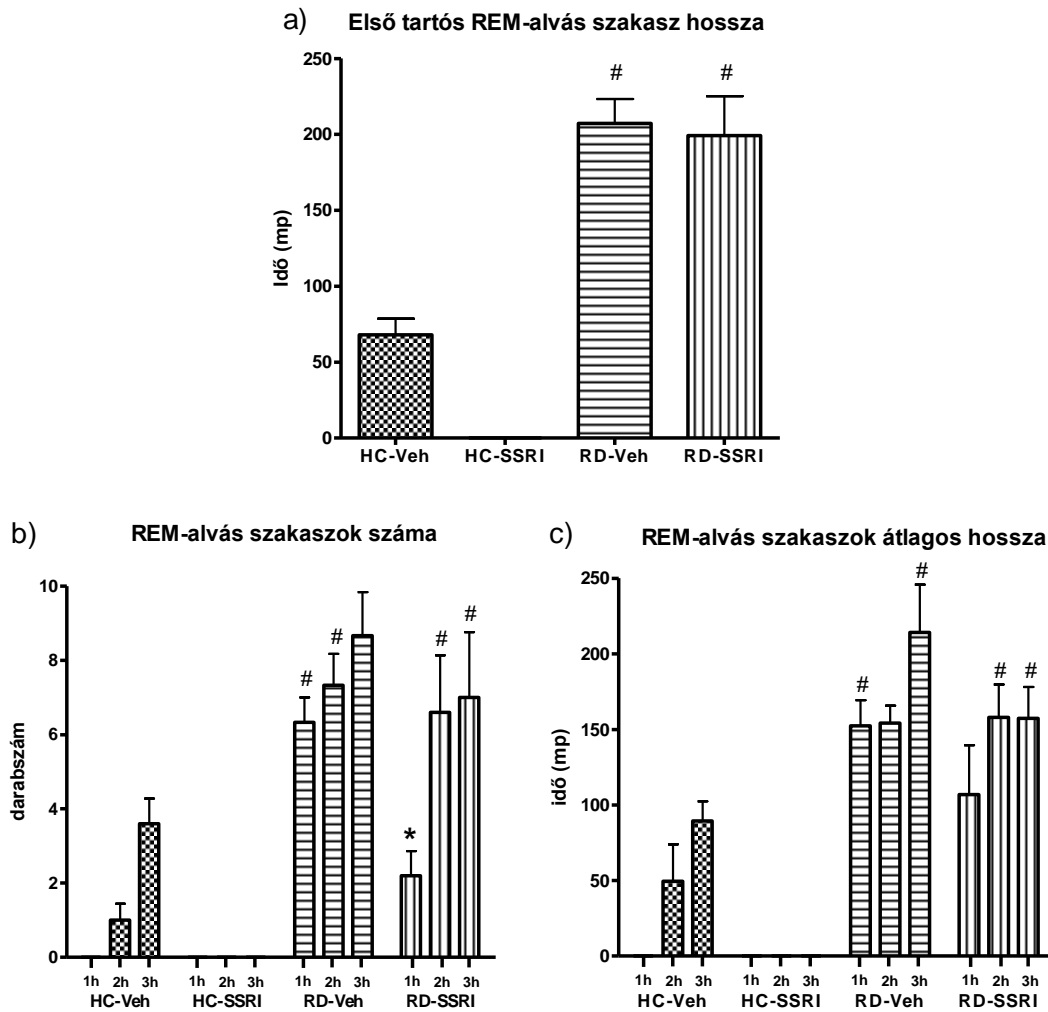 a) Első tartós REM-alvás szakasz hossza
250
200
150
100
50
0
Idő (mp)
# #
HC-Veh HC-SSRI RD-Veh RD-SSRI
b) REM-alvás szakaszok száma
10
8
6
4
2
0
darabszám
# # * # #
1h 2h 3h 1h 2h 3h 1h 2h 3h 1h 2h 3h
HC-Veh HC-SSRI RD-Veh RD-SSRI
c) REM-alvás szakaszok átlagos hossza
250
200
150
100
50
0
idő (mp)
# # # #
1h 2h 3h 1h 2h 3h 1h 2h 3h 1h 2h 3h
HC-Veh HC-SSRI RD-Veh RD-SSRI